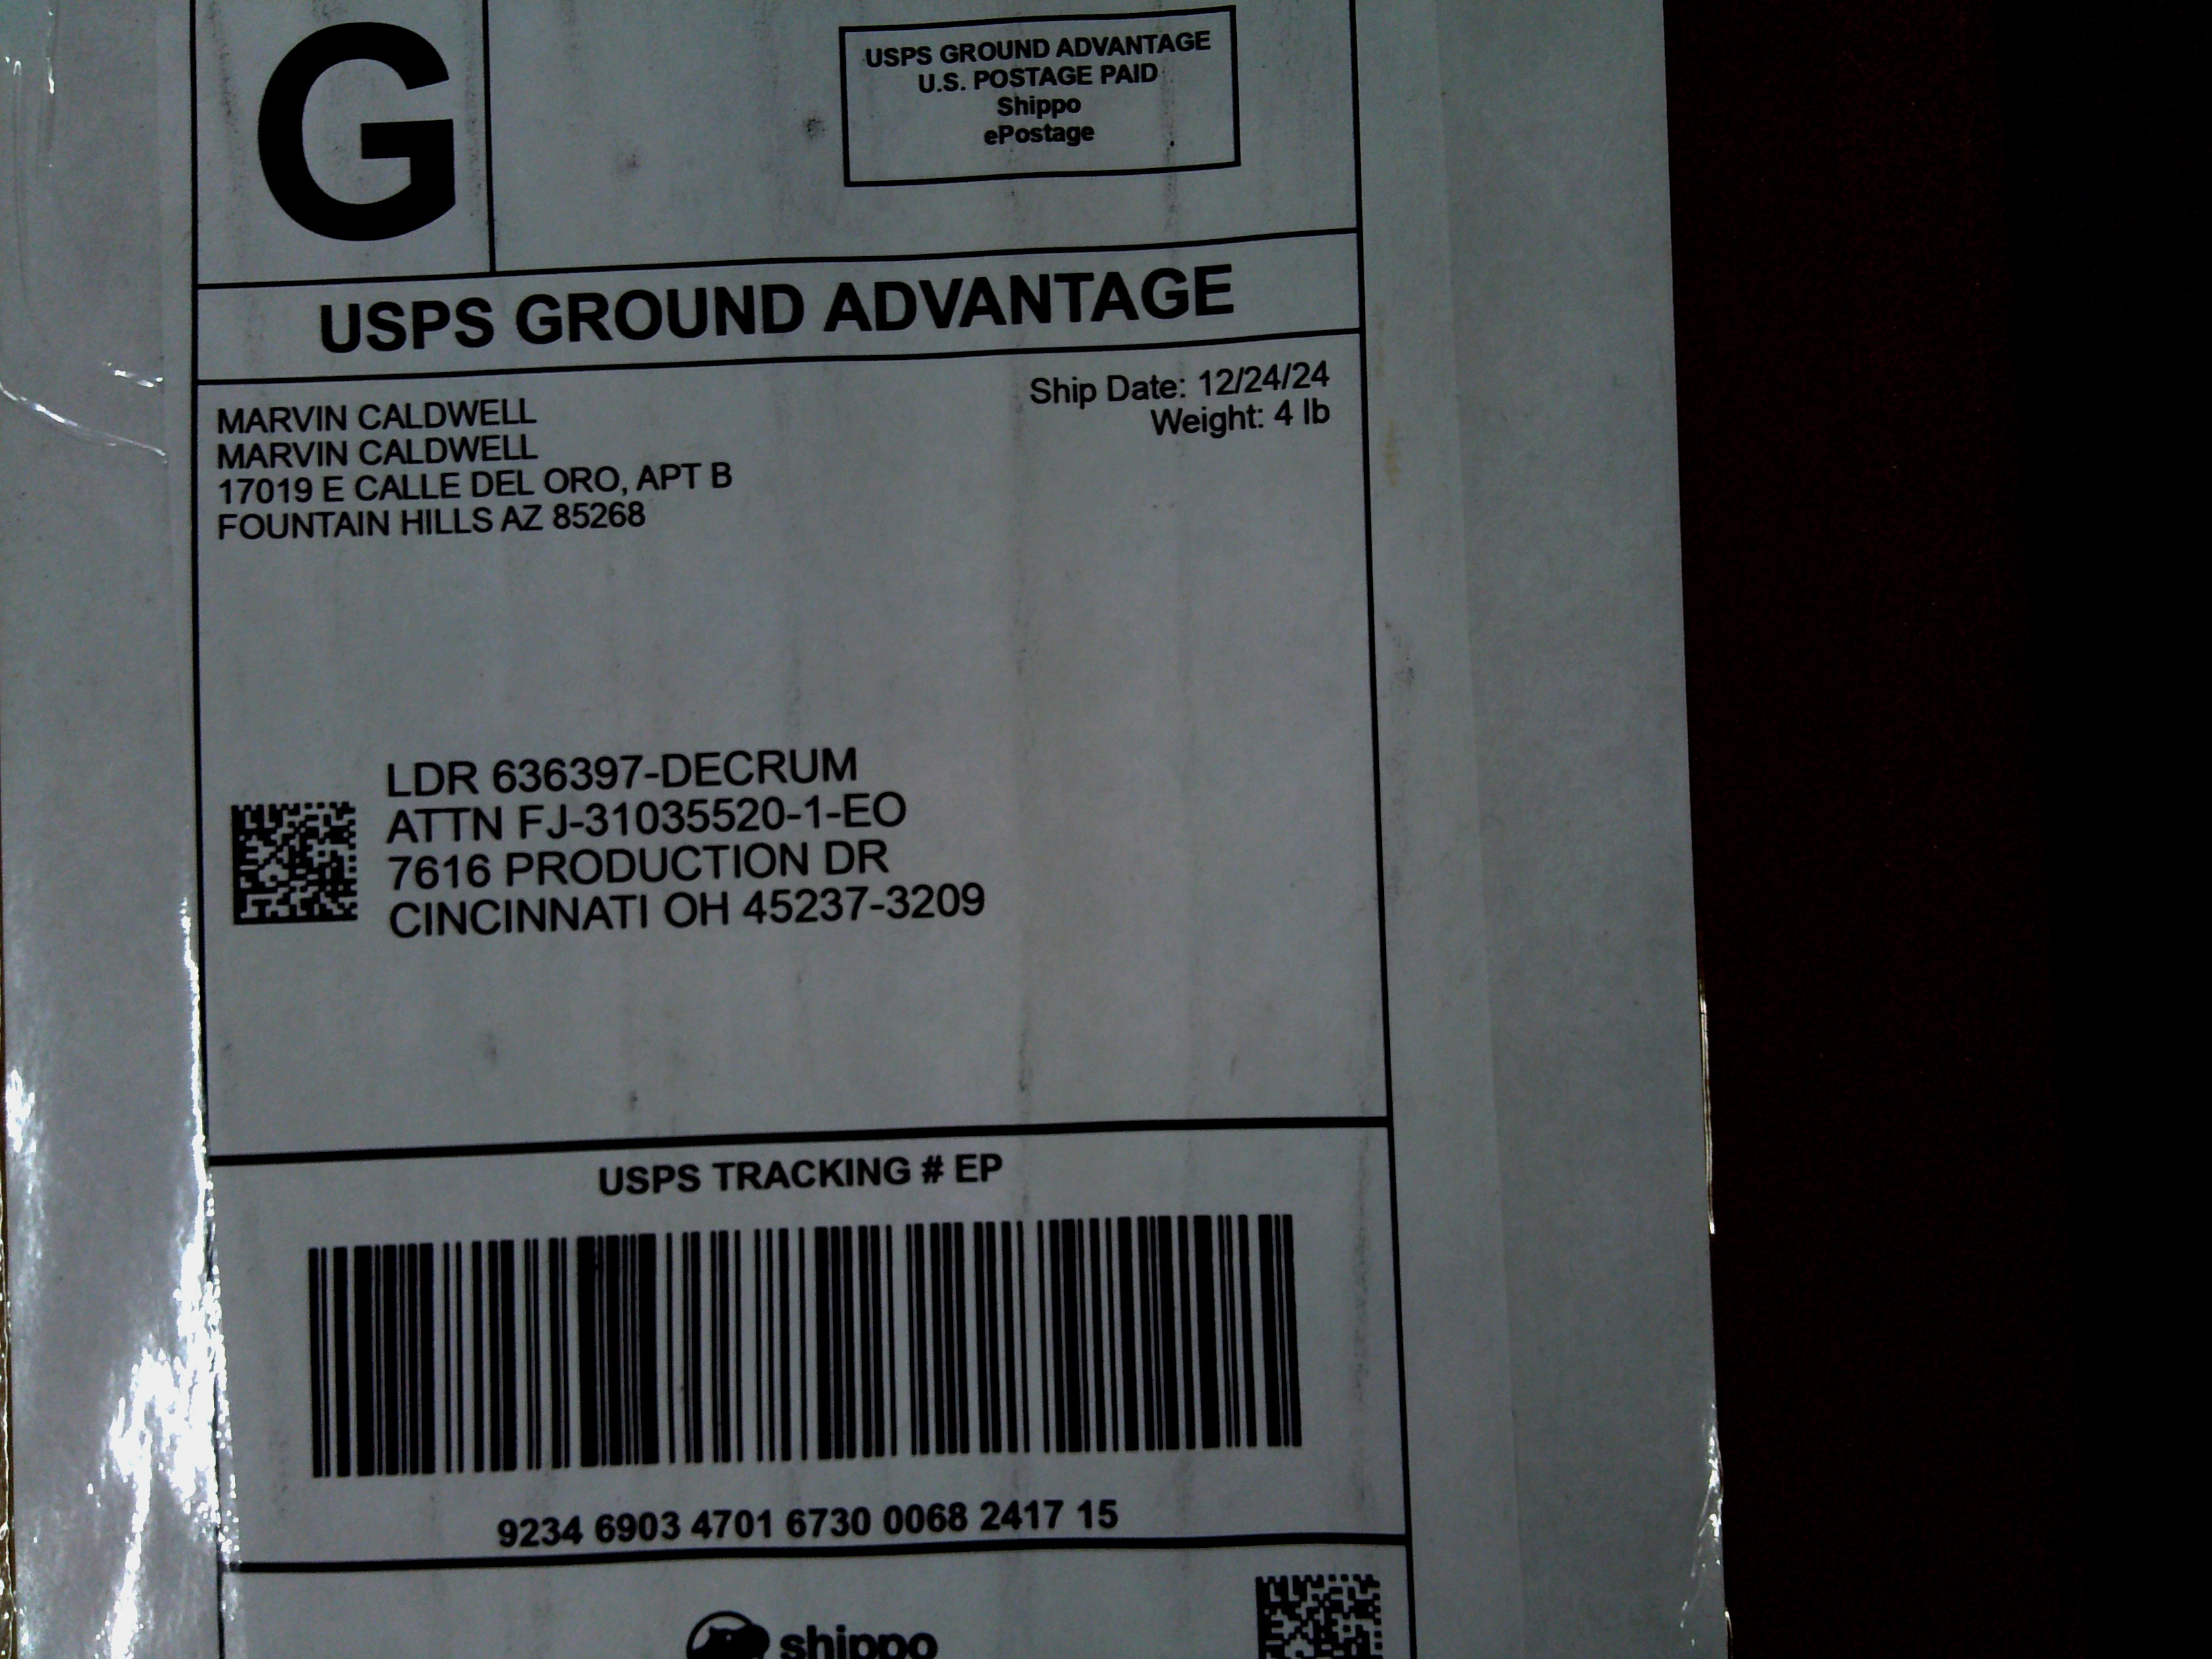 G
USPS GROUND ADVANTAGE
U.S. POSTAGE PAID
Shippo
ePostage
USPS GROUND ADVANTAGE
Ship Date: 12/24/24
Weight: 4 lb
MARVIN CALDWELL
MARVIN CALDWELL
17019 E CALLE DEL ORO, APT B
FOUNTAIN HILLS AZ 85268
LDR 636397-DECRUM
ATTN FJ-31035520-1-EO
7616 PRODUCTION DR
CINCINNATI OH 45237-3209
USPS TRACKING # EP
9234 6903 4701 6730 0068 2417 15
shippo